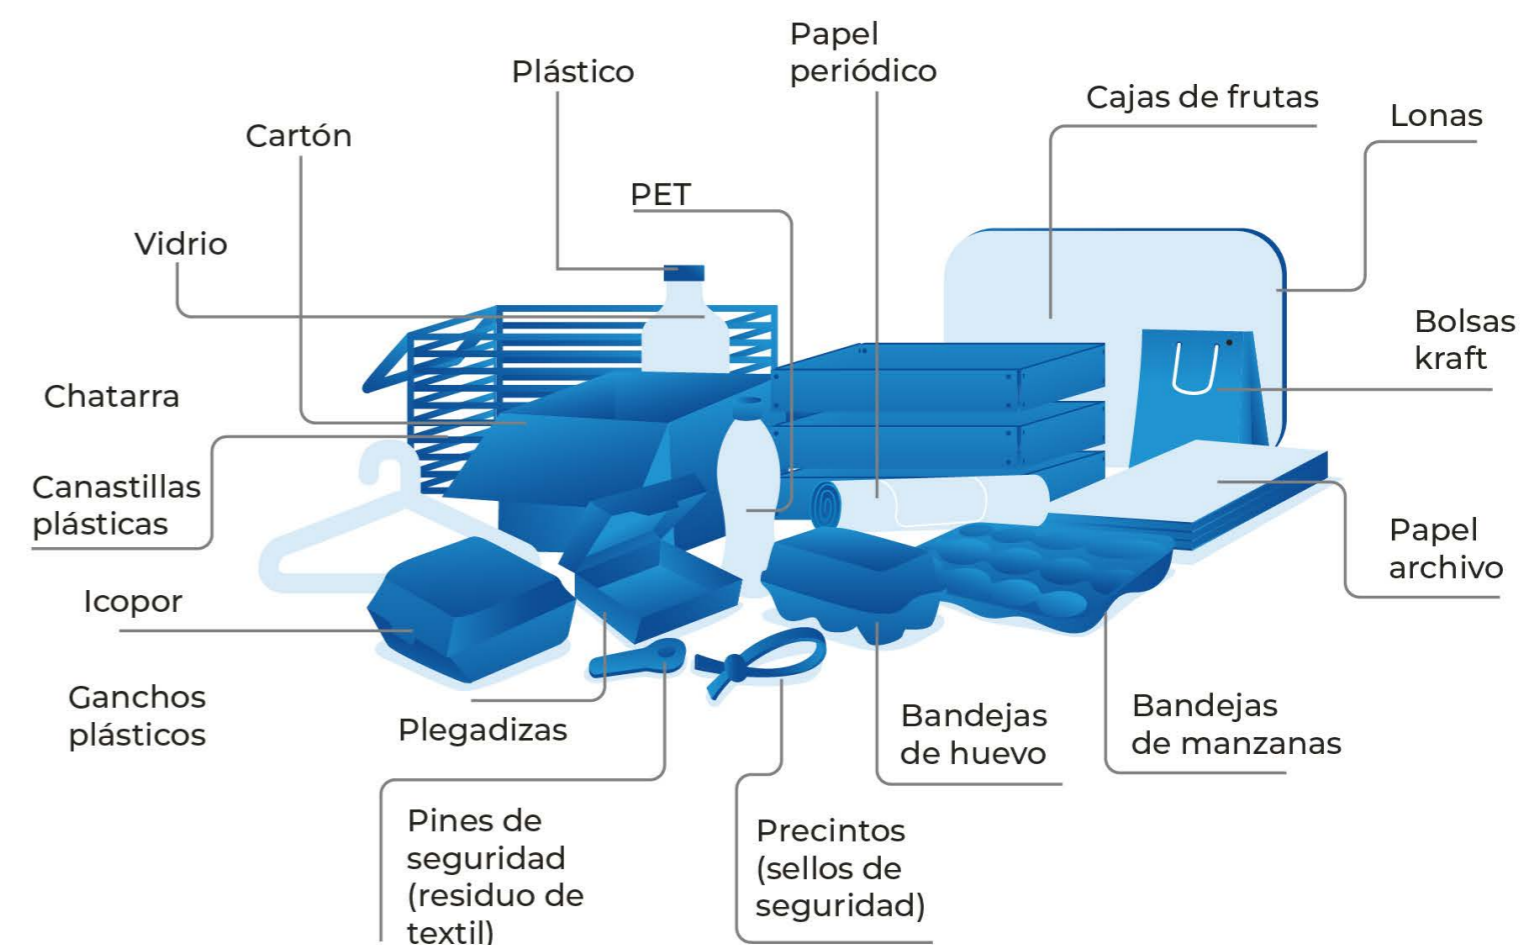 Papel
periódico
Plástico
Cajas de frutas
Lonas
Cartón
PET
Vidrio
Bolsas
kraft
Chatarra
Canastillas
plásticas
Papel
archivo
Icopor
Ganchos
plásticos
Plegadizas
Bandejas
de huevo
Bandejas
de manzanas
Pines de
seguridad
(residuo de
textil)
Precintos
(sellos de
seguridad)